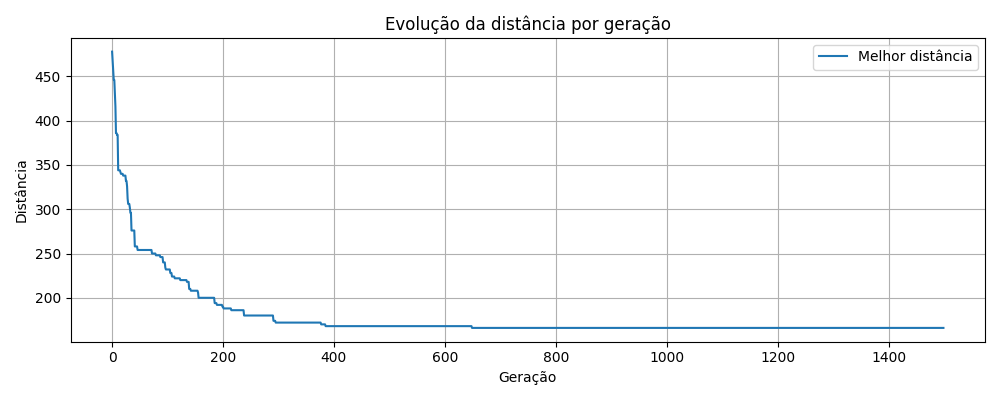 Evolução da distância por geração
Melhor distância
Distância
450
400
350
300
250
200
0 200 400 600 800 1000 1200 1400
Geração